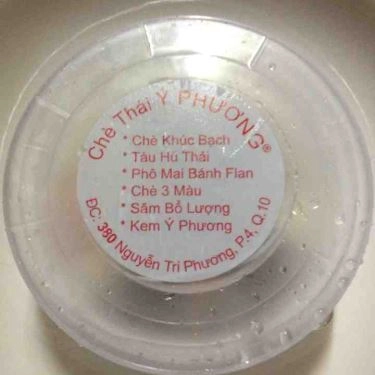 Chè Thái Ý PHƯƠNG®
* Chè Khúc Bạch
* Tàu Hủ Thái
* Phô Mai Bánh Flan
* Chè 3 Màu
* Sâm Bổ Lượng
* Kem Ý Phương
ĐC: 380 Nguyễn Tri Phương, P.4, Q.10